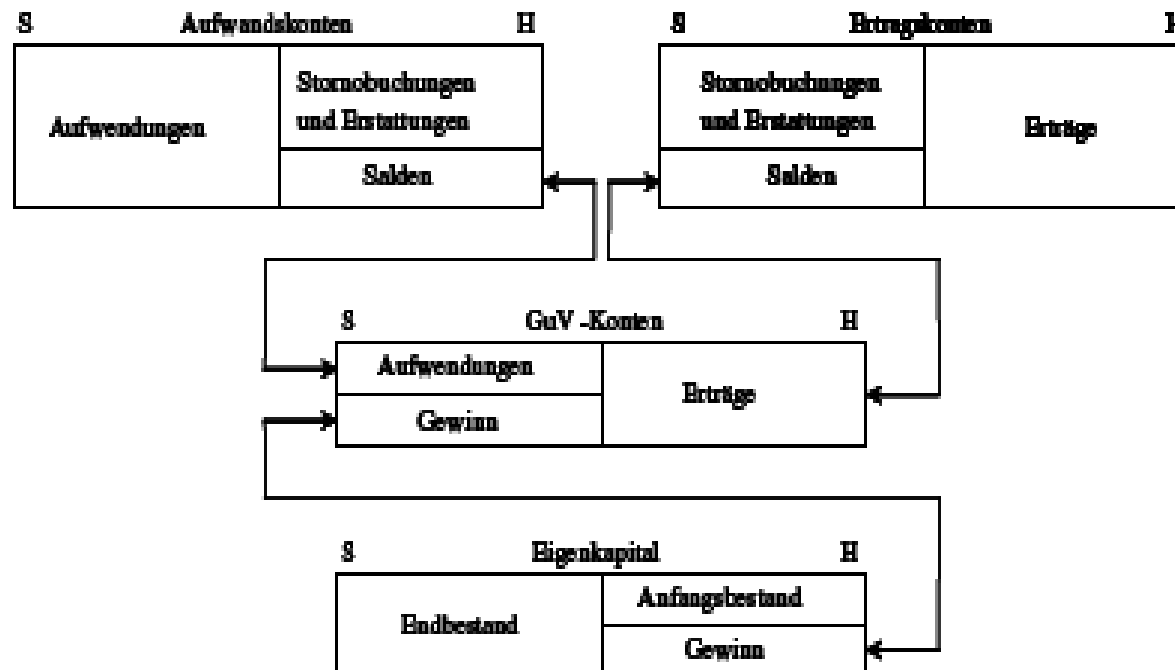 S Aufwandskonten H
Aufwendungen
Stornobuchungen
und Erstattungen
Salden
S Ertragskonten H
Stornobuchungen
und Erstattungen
Salden
Erträge
S GuV -Konten H
Aufwendungen
Gewinn
Erträge
S Eigenkapital H
Endbestand
Anfangsbestand
Gewinn